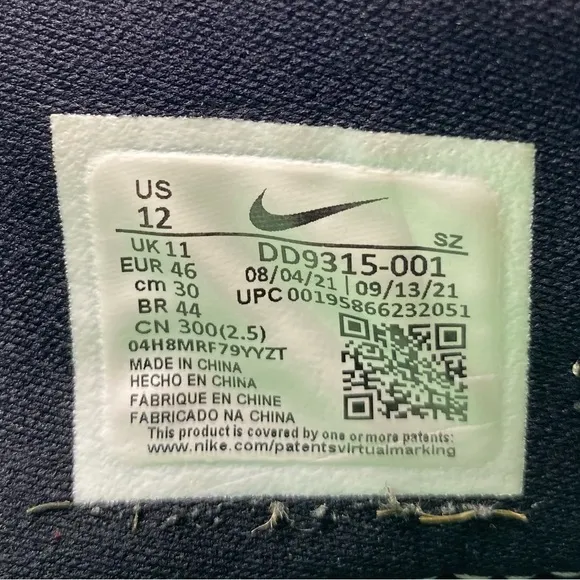 US
12
SZ
UK 11
DD9315-001
EUR 46
08/04/21 | 09/13/21
cm 30
UPC 00195866232051
BR 44
CN 300(2.5)
04H8MRF79YYZT
MADE IN CHINA
HECHO EN CHINA
FABRIQUE EN CHINE
FABRICADO NA CHINA
This product is covered by one or more patents:
www.nike.com/patentsvirtualmarking